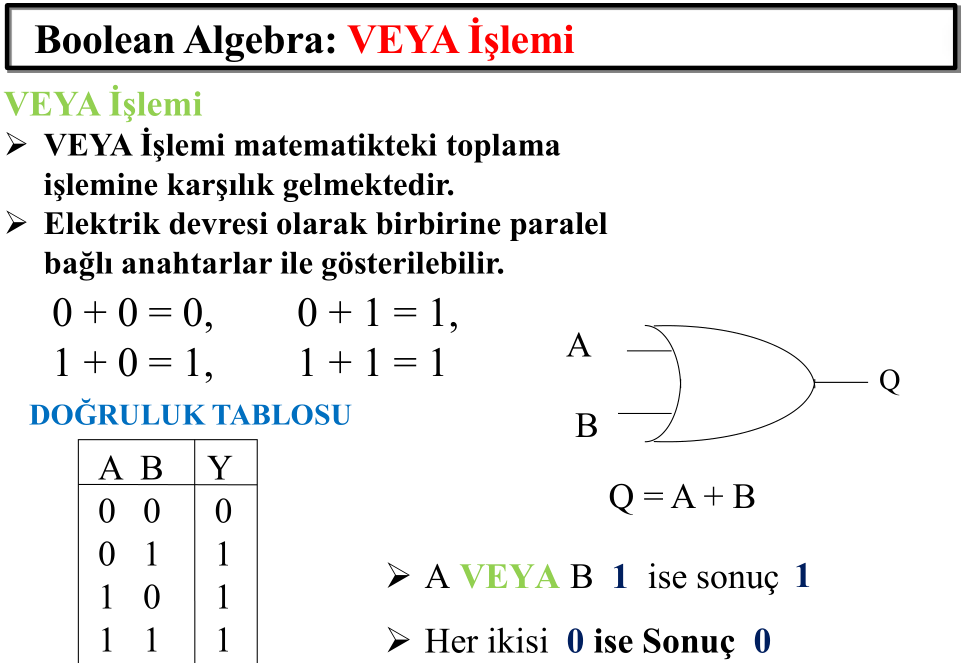 Boolean Algebra: VEYA İşlemi
VEYA İşlemi
➢ VEYA İşlemi matematikteki toplama
işlemine karşılık gelmektedir.
➢ Elektrik devresi olarak birbirine paralel
bağlı anahtarlar ile gösterilebilir.
0 + 0 = 0, 0 + 1 = 1,
1 + 0 = 1, 1 + 1 = 1
DOĞRULUK TABLOSU
A B Y
0 0 0
0 1 1
1 0 1
1 1 1
A
B
Q
Q = A + B
➢ A VEYA B 1 ise sonuç 1
➢ Her ikisi 0 ise Sonuç 0